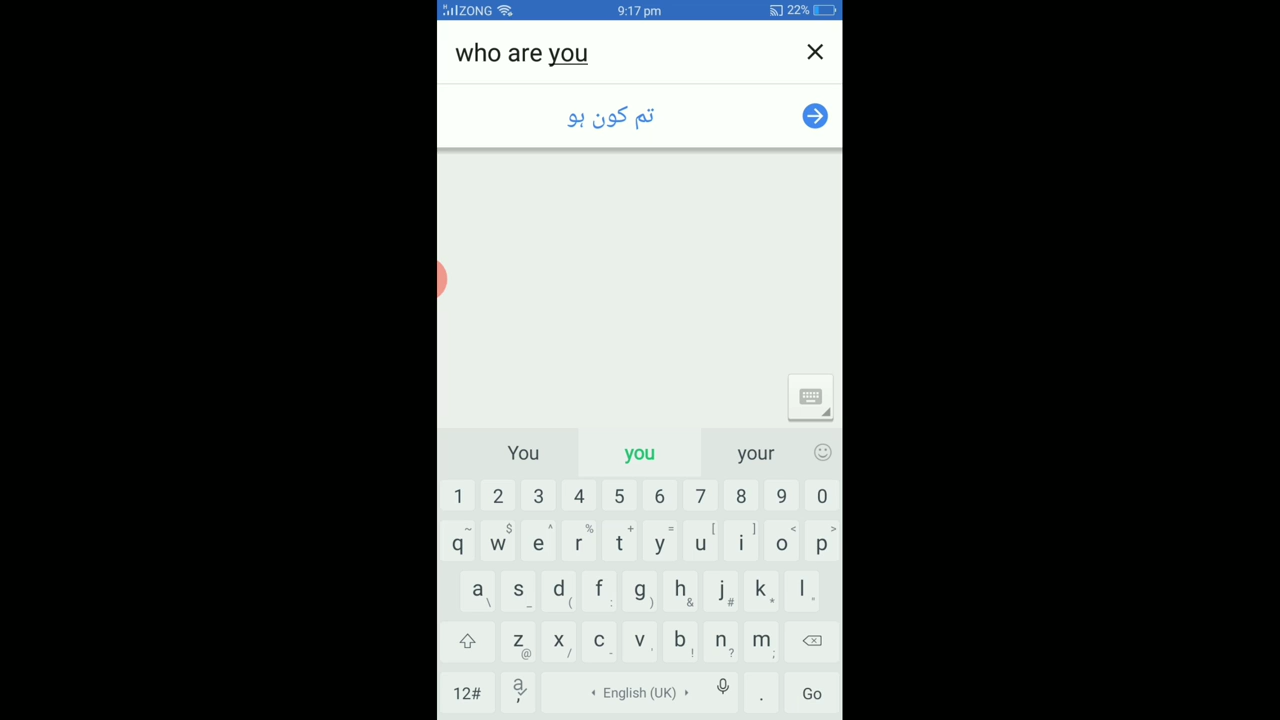 ZONG 9:17 pm 22%
who are you
تم کون ہو
You you your
1 2 3 4 5 6 7 8 9 0
~ $ ^ % + = [ ] < >
q w e r t y u i o p
a s d f g h j k l
\ _ ( : ) & # * "
z x c v b n m
@ / - ' ! ? ;
12# a , English (UK) . Go